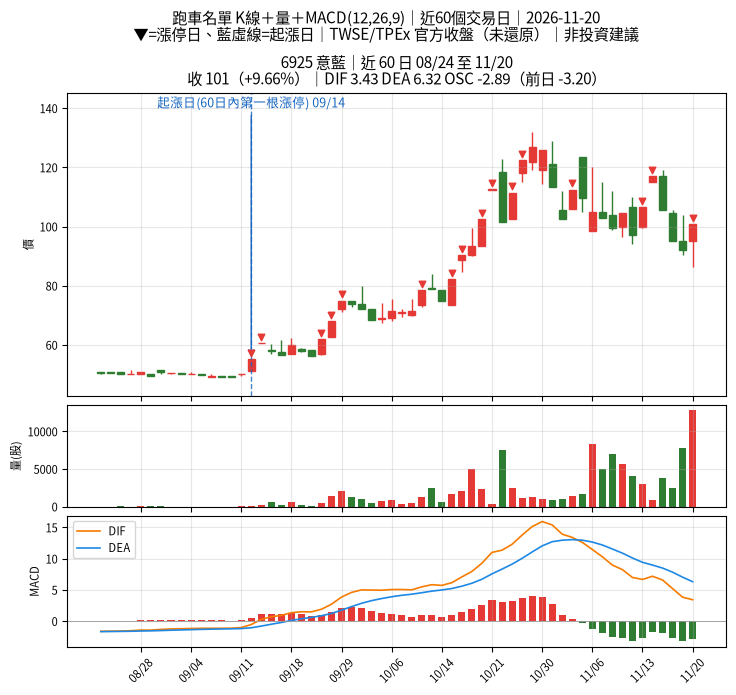 跑車名單 K線＋量＋MACD(12,26,9)｜近60個交易日｜2026-11-20
▼=漲停日、藍虛線=起漲日｜TWSE/TPEx 官方收盤（未還原）｜非投資建議
6925 意藍｜近 60 日 08/24 至 11/20
收 101（+9.66%）｜DIF 3.43 DEA 6.32 OSC -2.89（前日 -3.20）
起漲日(60日內第一根漲停) 09/14
140
120
100
80
60
價
10000
5000
0
量(股)
15
10
5
0
MACD
DIF
DEA
08/28
09/04
09/11
09/18
09/29
10/06
10/14
10/21
10/30
11/06
11/13
11/20